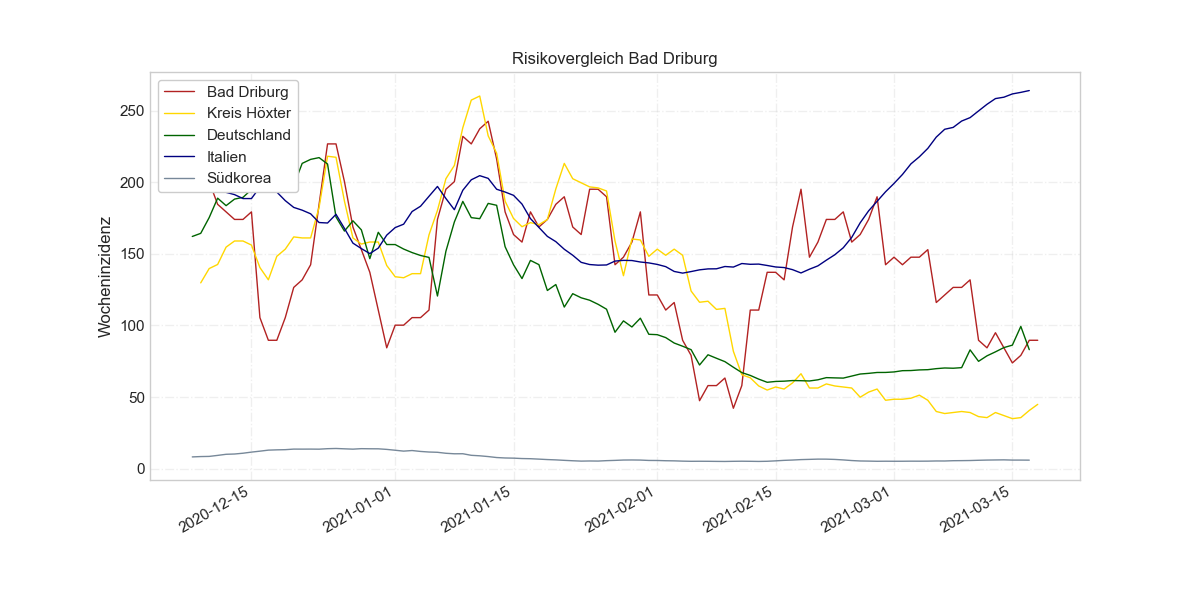 Risikovergleich Bad Driburg
Wocheninzidenz
250
200
150
100
50
0
Bad Driburg
Kreis Höxter
Deutschland
Italien
Südkorea
2020-12-15
2021-01-01
2021-01-15
2021-02-01
2021-02-15
2021-03-01
2021-03-15